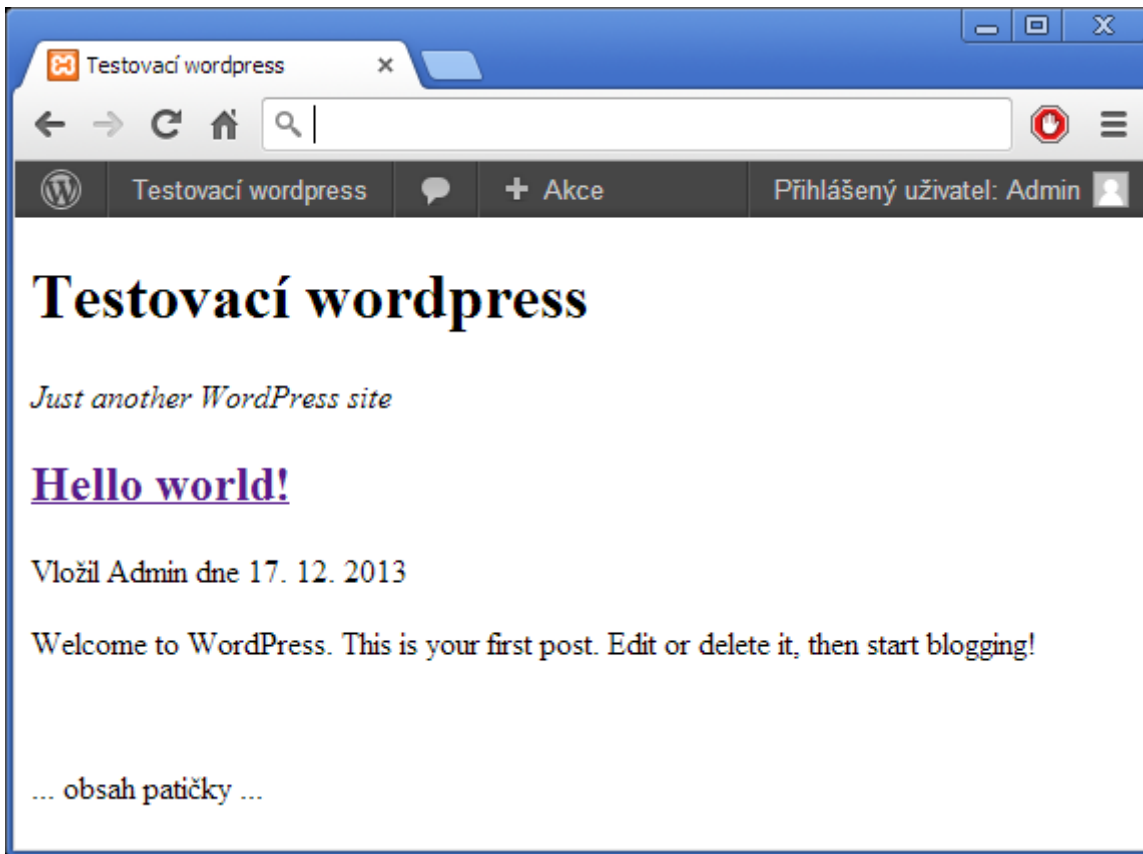 Testovací wordpress
Testovací wordpress + Akce Přihlášený uživatel: Admin
Testovací wordpress
Just another WordPress site
Hello world!
Vložil Admin dne 17. 12. 2013
Welcome to WordPress. This is your first post. Edit or delete it, then start blogging!
... obsah patičky ...